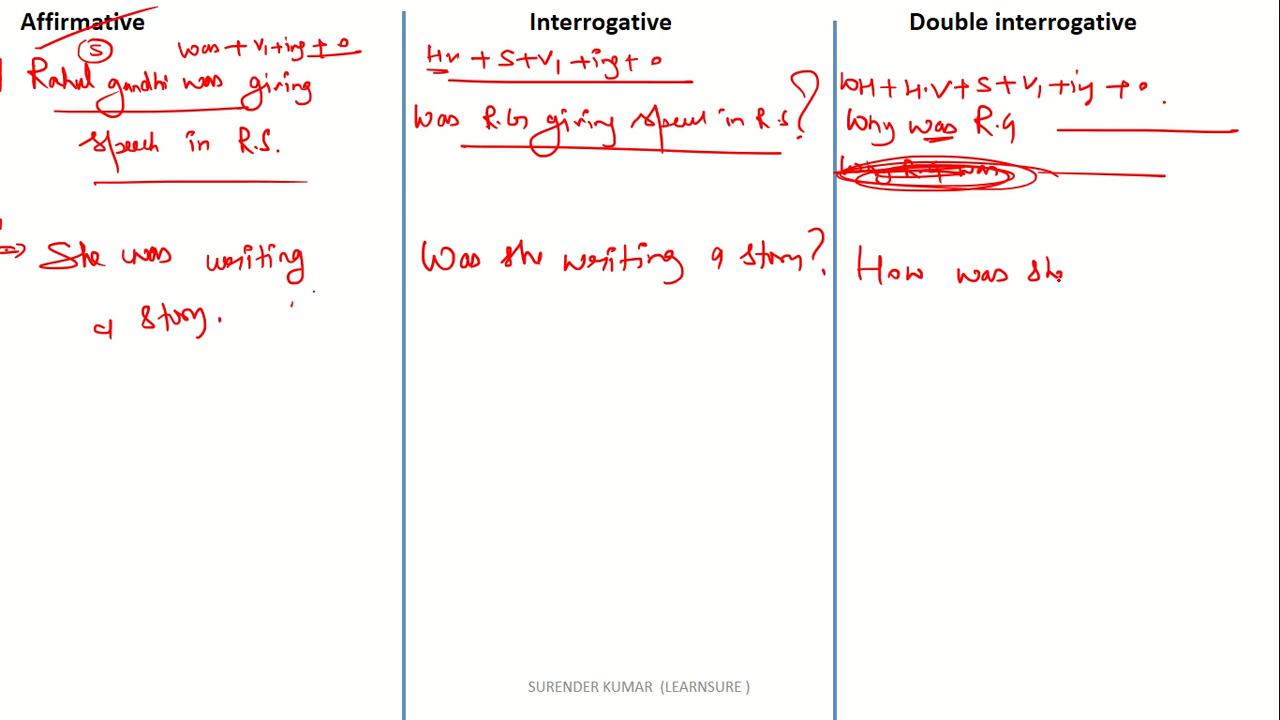 Affirmative
S was + V1 + ing + o
Rahul gandhi was giving
speech in R.S.
⇒ She was writing
a story.
Interrogative
HV + S + V1 + ing + o
Was R.G giving speech in R.S?
Was she writing a story?
Double interrogative
WH + H.V + S + V1 + ing + o.
Why was R.G
How was she
SURENDER KUMAR (LEARNSURE )